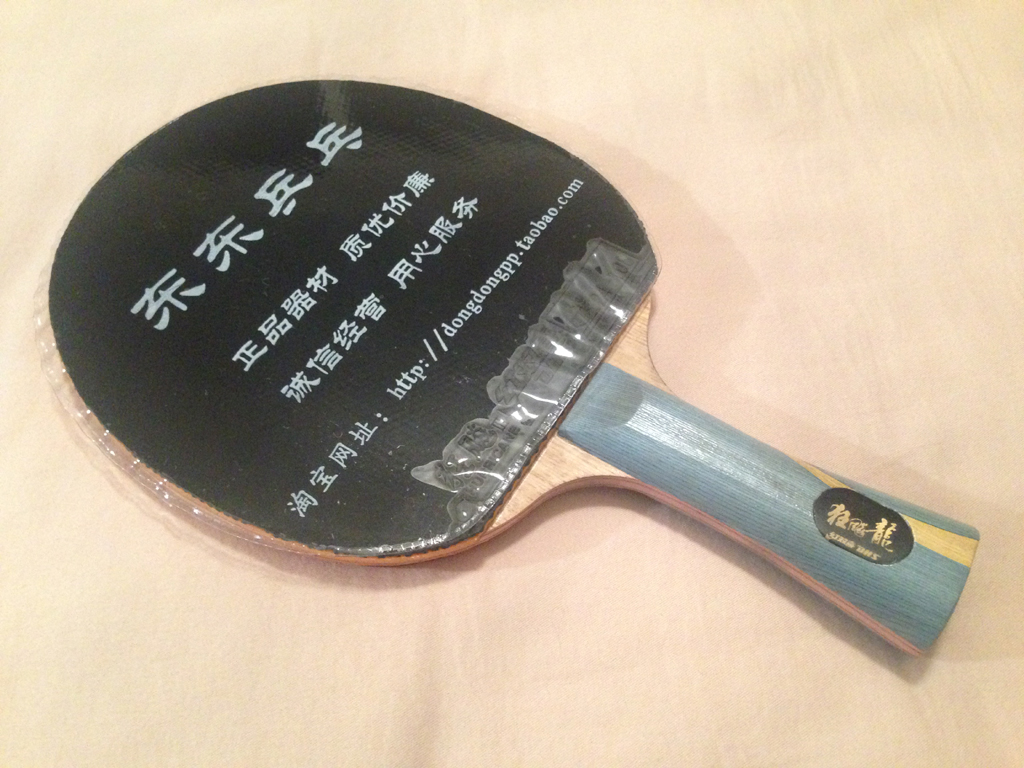 东东乒乓
正品器材 质优价廉
诚信经营 用心服务
淘宝网址：http://dongdongpp.taobao.com
狂飚龍